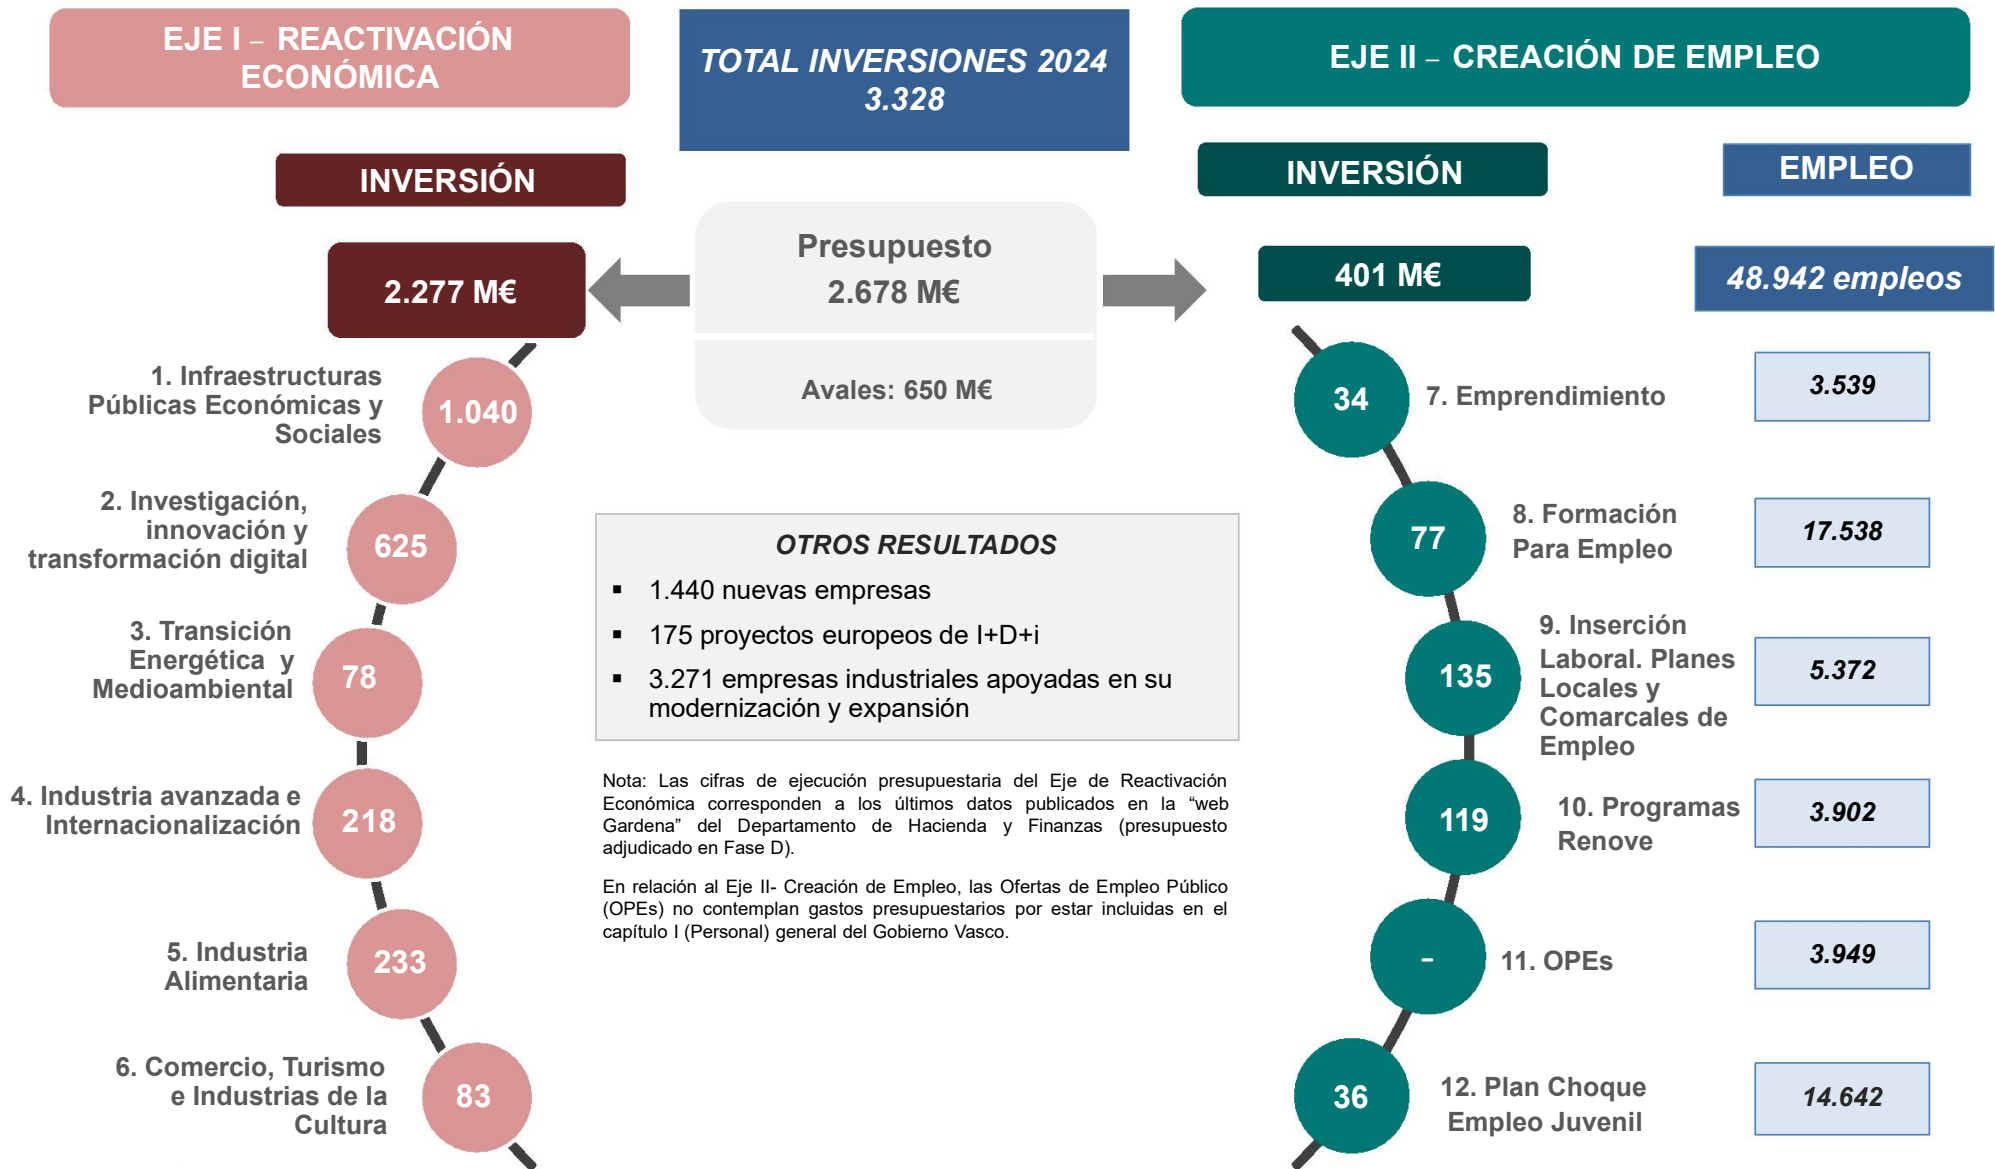 EJE I – REACTIVACIÓN
ECONÓMICA
TOTAL INVERSIONES 2024
3.328
EJE II – CREACIÓN DE EMPLEO
INVERSIÓN
2.277 M€
Presupuesto
2.678 M€
Avales: 650 M€
INVERSIÓN
401 M€
EMPLEO
48.942 empleos
1. Infraestructuras
Públicas Económicas y
Sociales
1.040
2. Investigación,
innovación y
transformación digital
625
3. Transición
Energética y
Medioambiental
78
4. Industria avanzada e
Internacionalización
218
5. Industria
Alimentaria
233
6. Comercio, Turismo
e Industrias de la
Cultura
83
OTROS RESULTADOS
▪ 1.440 nuevas empresas
▪ 175 proyectos europeos de I+D+i
▪ 3.271 empresas industriales apoyadas en su
modernización y expansión
Nota: Las cifras de ejecución presupuestaria del Eje de Reactivación
Económica corresponden a los últimos datos publicados en la “web
Gardena” del Departamento de Hacienda y Finanzas (presupuesto
adjudicado en Fase D).
En relación al Eje II- Creación de Empleo, las Ofertas de Empleo Público
(OPEs) no contemplan gastos presupuestarios por estar incluidas en el
capítulo I (Personal) general del Gobierno Vasco.
34
7. Emprendimiento
3.539
77
8. Formación
Para Empleo
17.538
135
9. Inserción
Laboral. Planes
Locales y
Comarcales de
Empleo
5.372
119
10. Programas
Renove
3.902
-
11. OPEs
3.949
36
12. Plan Choque
Empleo Juvenil
14.642